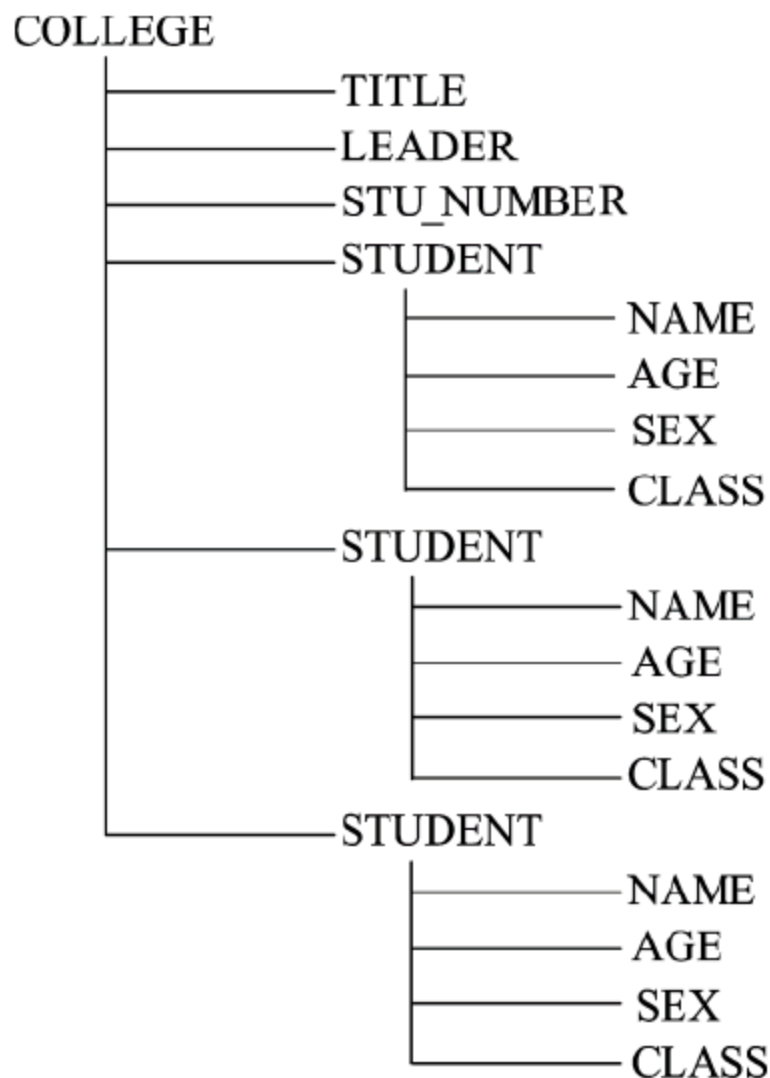 COLLEGE
TITLE
LEADER
STU_NUMBER
STUDENT
NAME
AGE
SEX
CLASS
STUDENT
NAME
AGE
SEX
CLASS
STUDENT
NAME
AGE
SEX
CLASS